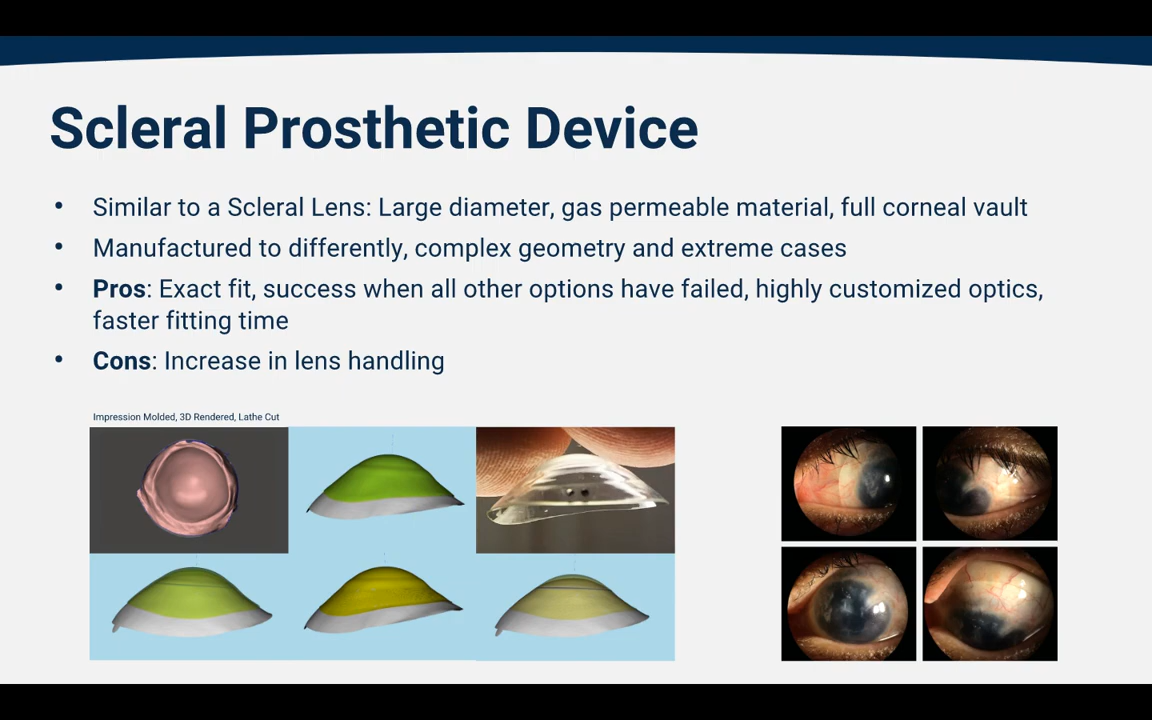 Scleral Prosthetic Device
• Similar to a Scleral Lens: Large diameter, gas permeable material, full corneal vault
• Manufactured to differently, complex geometry and extreme cases
• Pros: Exact fit, success when all other options have failed, highly customized optics,
faster fitting time
• Cons: Increase in lens handling
Impression Molded, 3D Rendered, Lathe Cut